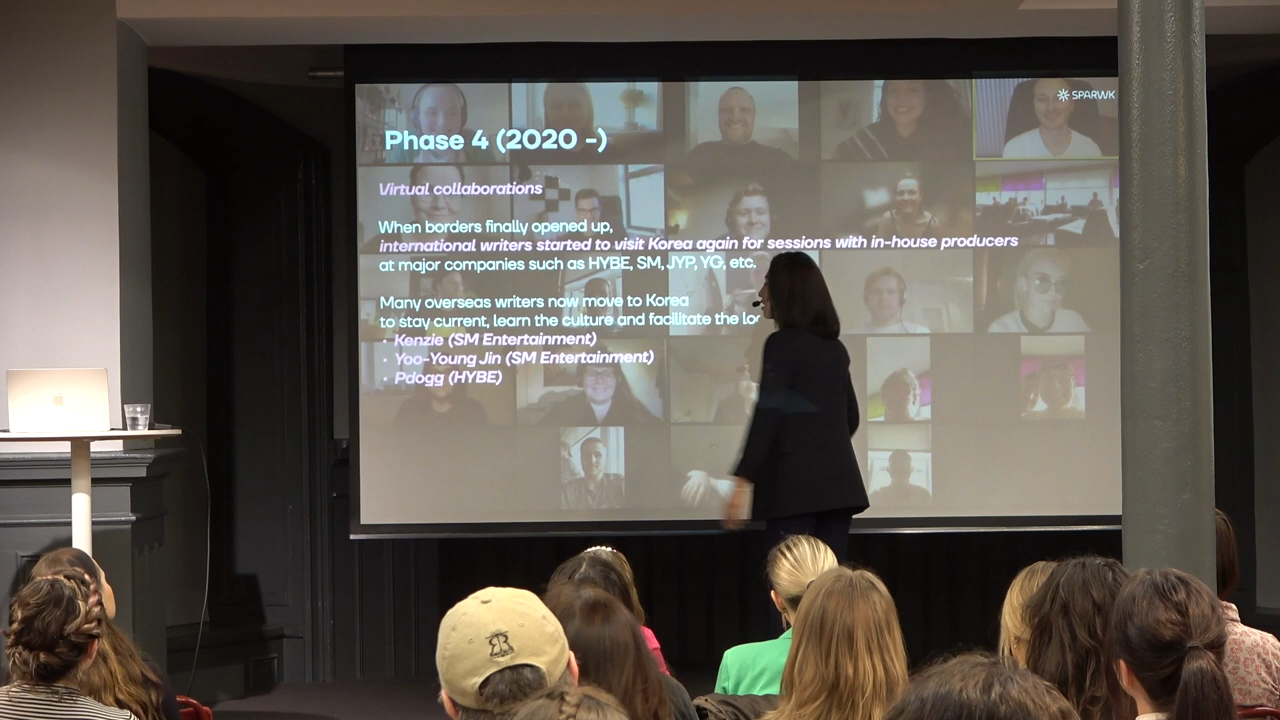 SPARWK
Phase 4 (2020 -)
Virtual collaborations
When borders finally opened up,
international writers started to visit Korea again for sessions with in-house producers
at major companies such as HYBE, SM, JYP, YG, etc.
Many overseas writers now move to Korea
to stay current, learn the culture and facilitate the
• Kenzie (SM Entertainment)
• Yoo-Young Jin (SM Entertainment)
• Pdogg (HYBE)